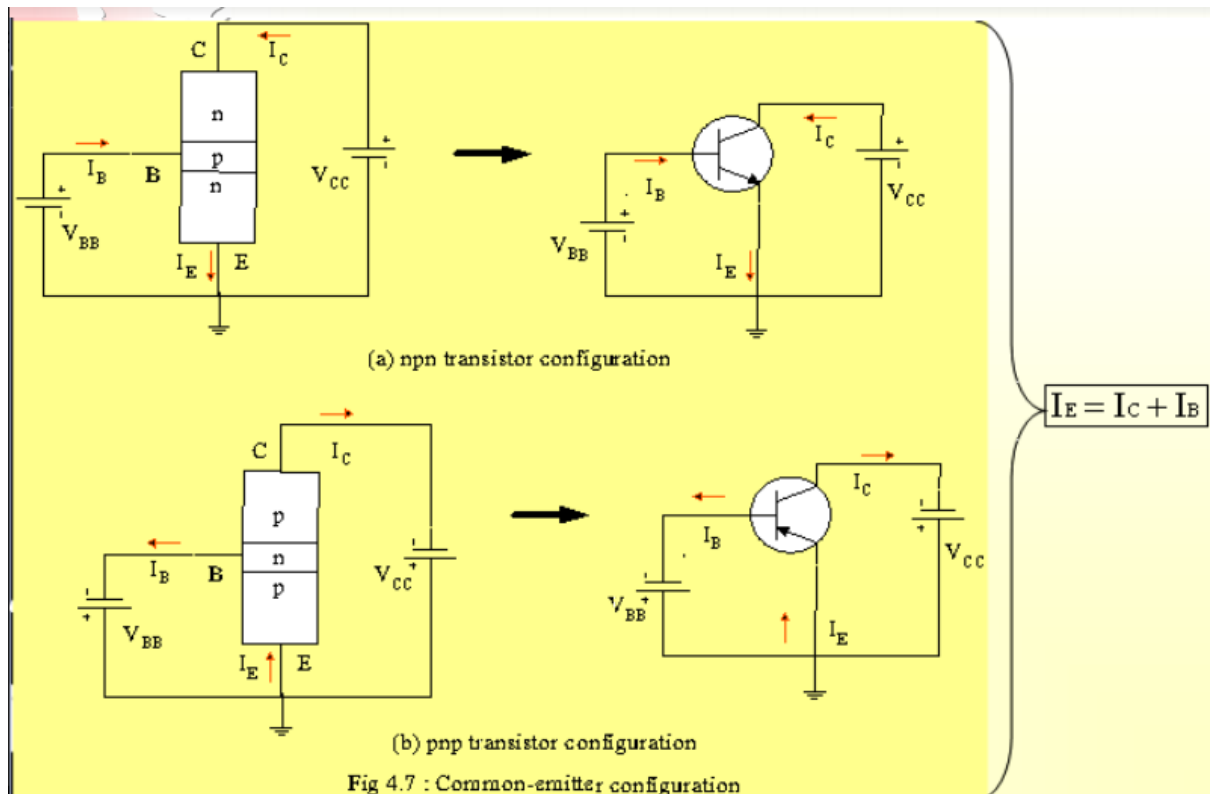 C
I_C
n
p
n
I_B
B
V_CC
V_BB
I_E
E
+
-
+
-
I_C
I_B
V_CC
V_BB
I_E
+
-
+
-
(a) npn transistor configuration
I_E = I_C + I_B
C
I_C
p
n
p
I_B
B
V_CC
V_BB
I_E
E
-
+
-
+
I_C
I_B
V_CC
V_BB
I_E
-
+
-
+
(b) pnp transistor configuration
Fig 4.7 : Common-emitter configuration